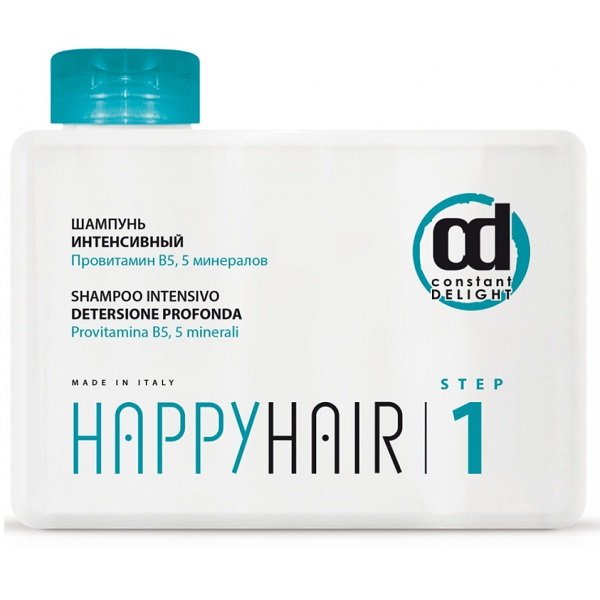 ШАМПУНЬ
ИНТЕНСИВНЫЙ
Провитамин B5, 5 минералов
SHAMPOO INTENSIVO
DETERSIONE PROFONDA
Provitamina B5, 5 minerali
cd
constant
DELIGHT
MADE IN ITALY
STEP
HAPPYHAIR 1